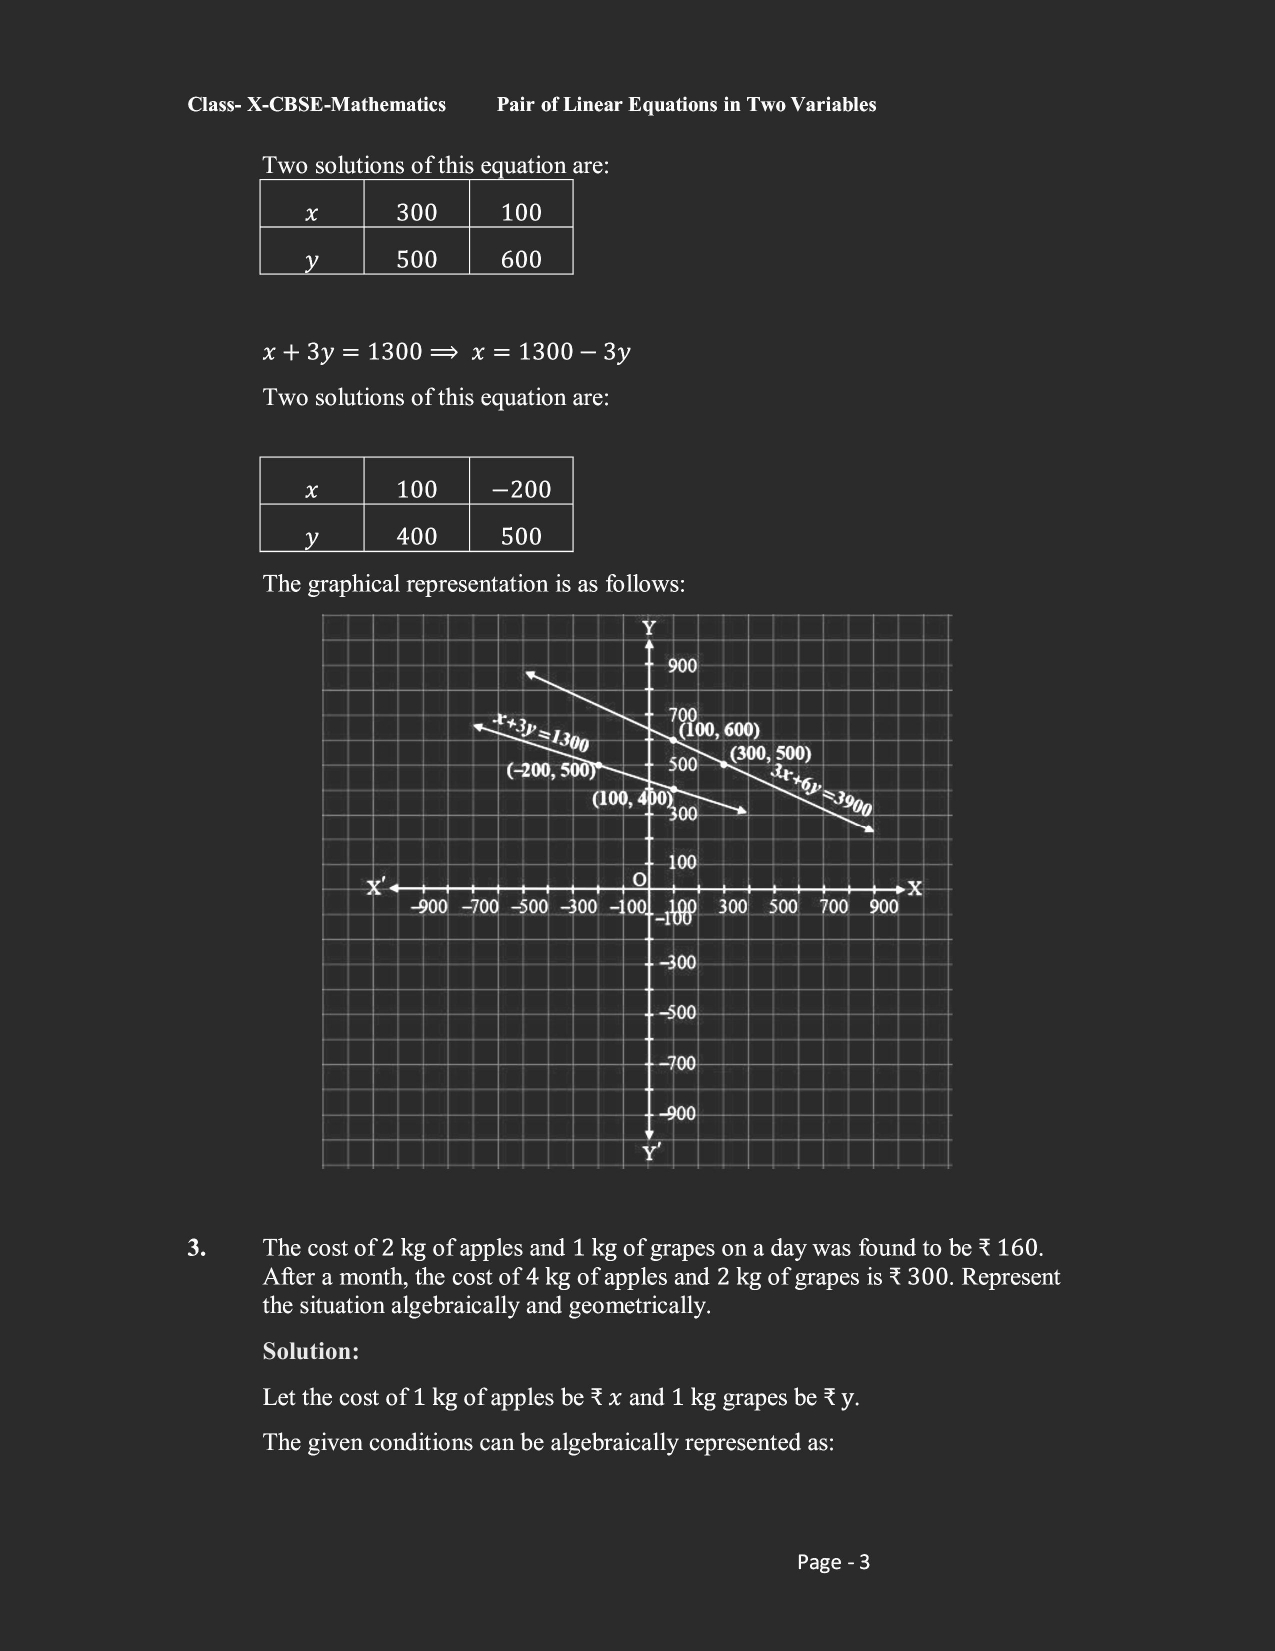 Class- X-CBSE-Mathematics Pair of Linear Equations in Two Variables
Two solutions of this equation are:
x 300 100
y 500 600
x + 3y = 1300 ⟹ x = 1300 − 3y
Two solutions of this equation are:
x 100 −200
y 400 500
The graphical representation is as follows:
Y
900
700
(100, 600)
x+3y=1300
(300, 500)
500
(–200, 500)
3x+6y=3900
(100, 400)
300
100
O
X′ X
–900 –700 –500 –300 –100 100 300 500 700 900
–100
–300
–500
–700
–900
Y′
3. The cost of 2 kg of apples and 1 kg of grapes on a day was found to be ₹ 160.
After a month, the cost of 4 kg of apples and 2 kg of grapes is ₹ 300. Represent
the situation algebraically and geometrically.
Solution:
Let the cost of 1 kg of apples be ₹ x and 1 kg grapes be ₹ y.
The given conditions can be algebraically represented as:
Page - 3